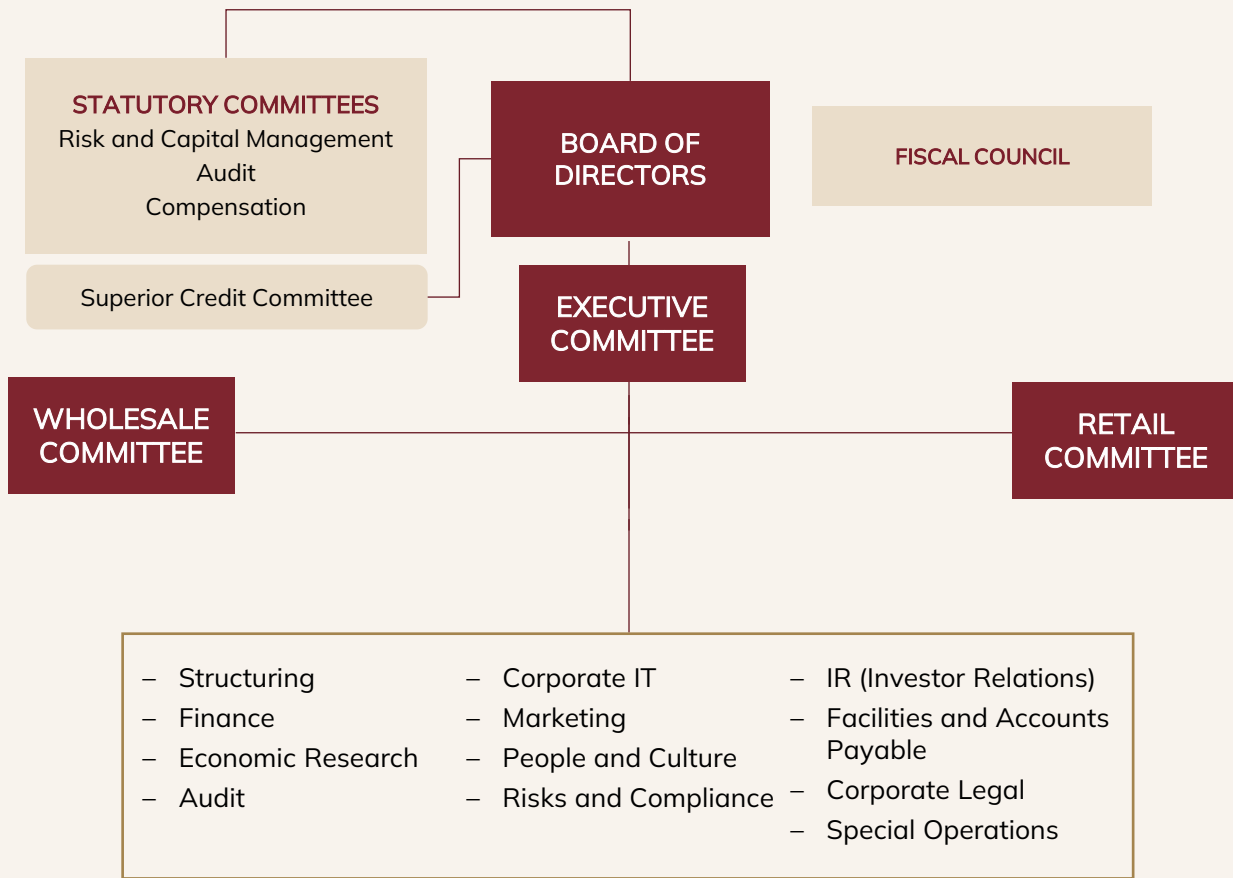 STATUTORY COMMITTEES
Risk and Capital Management
Audit
Compensation
Superior Credit Committee
BOARD OF
DIRECTORS
FISCAL COUNCIL
EXECUTIVE
COMMITTEE
WHOLESALE
COMMITTEE
RETAIL
COMMITTEE
– Structuring
– Finance
– Economic Research
– Audit
– Corporate IT
– Marketing
– People and Culture
– Risks and Compliance
– IR (Investor Relations)
– Facilities and Accounts
Payable
– Corporate Legal
– Special Operations